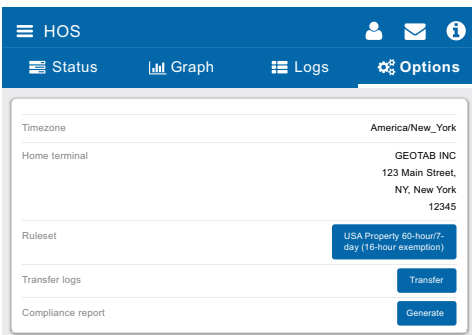 HOS
Status Graph Logs Options
Timezone America/New_York
Home terminal GEOTAB INC
123 Main Street,
NY, New York
12345
Ruleset USA Property 60-hour/7-
day (16-hour exemption)
Transfer logs Transfer
Compliance report Generate